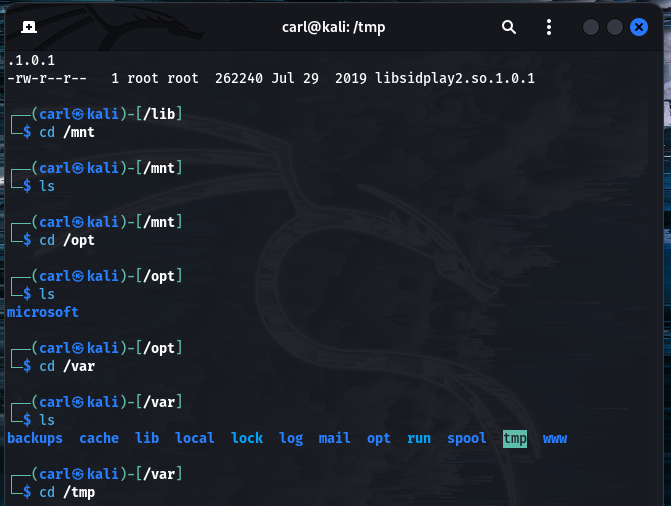 carl@kali: /tmp
.1.0.1
-rw-r--r--   1 root root  262240 Jul 29  2019 libsidplay2.so.1.0.1
┌──(carl㉿kali)-[/lib]
└─$ cd /mnt
┌──(carl㉿kali)-[/mnt]
└─$ ls
┌──(carl㉿kali)-[/mnt]
└─$ cd /opt
┌──(carl㉿kali)-[/opt]
└─$ ls
microsoft
┌──(carl㉿kali)-[/opt]
└─$ cd /var
┌──(carl㉿kali)-[/var]
└─$ ls
backups  cache  lib  local  lock  log  mail  opt  run  spool  tmp  www
┌──(carl㉿kali)-[/var]
└─$ cd /tmp